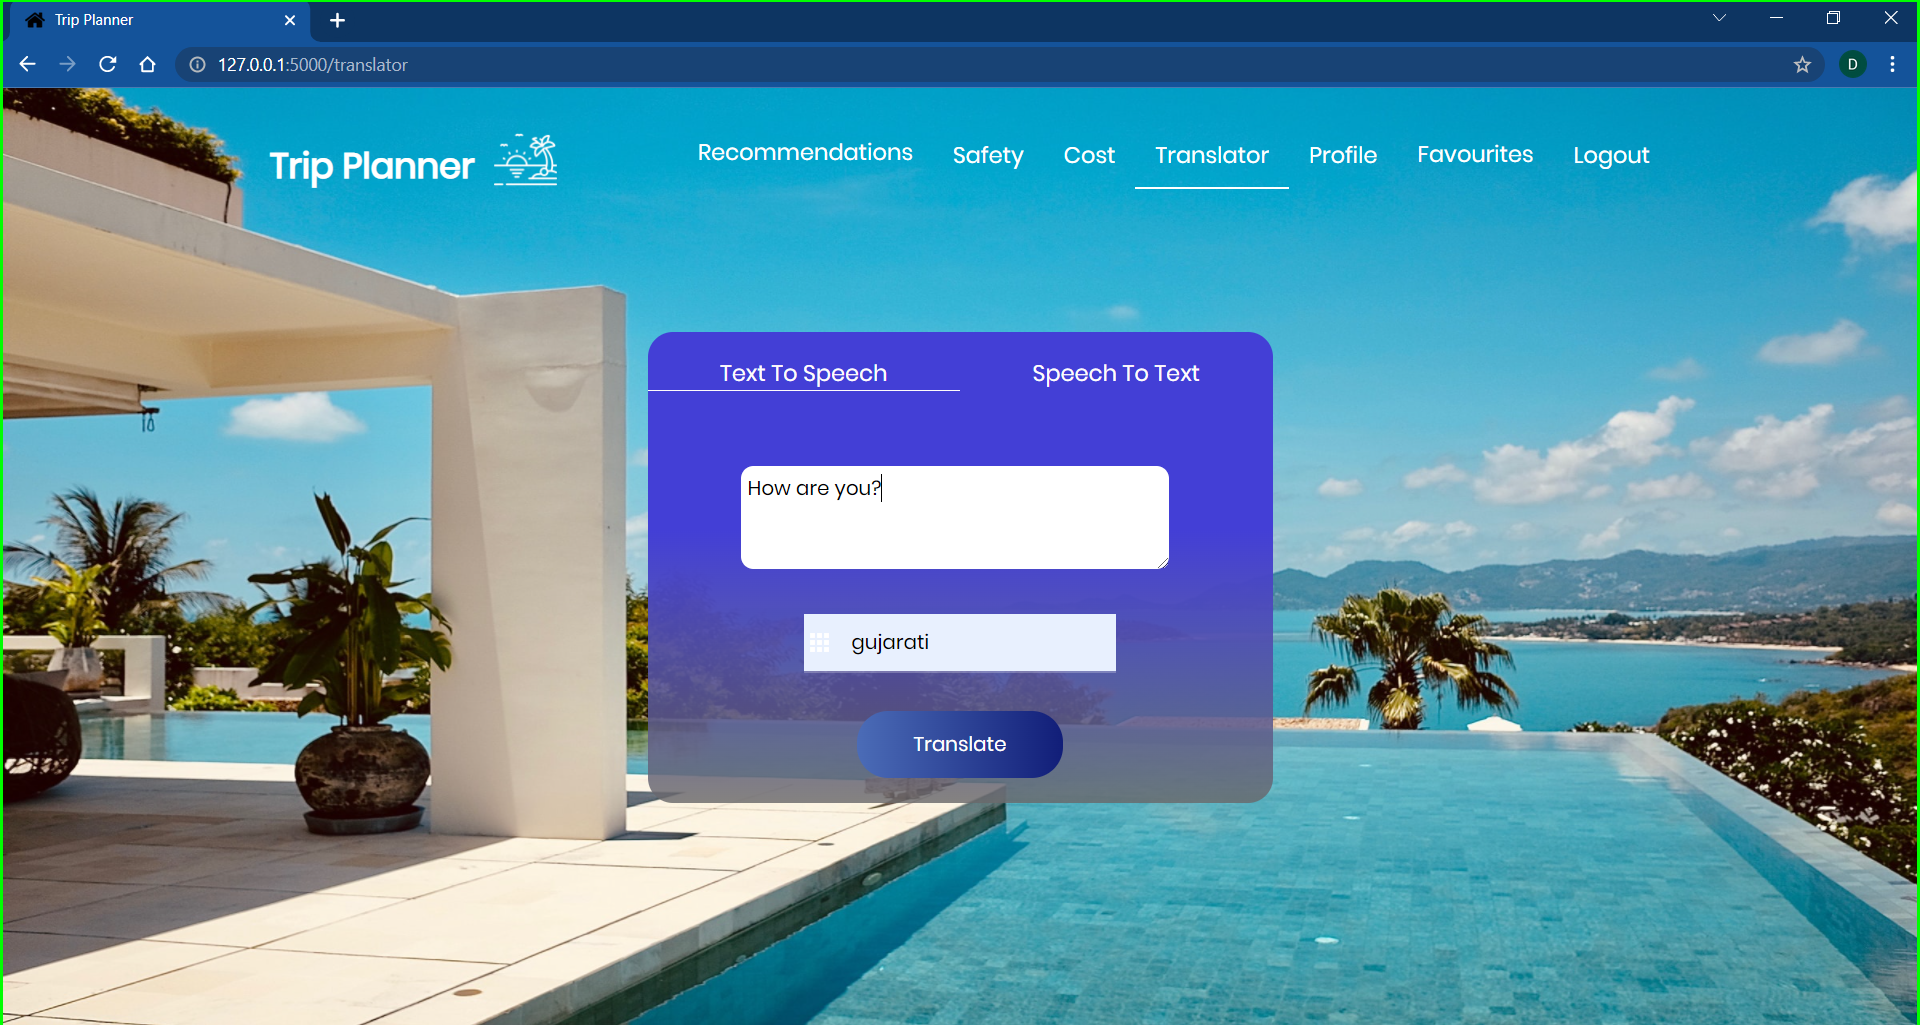 Trip Planner
127.0.0.1:5000/translator
D
Trip Planner
Recommendations Safety Cost Translator Profile Favourites Logout
Text To Speech Speech To Text
How are you?
gujarati
Translate